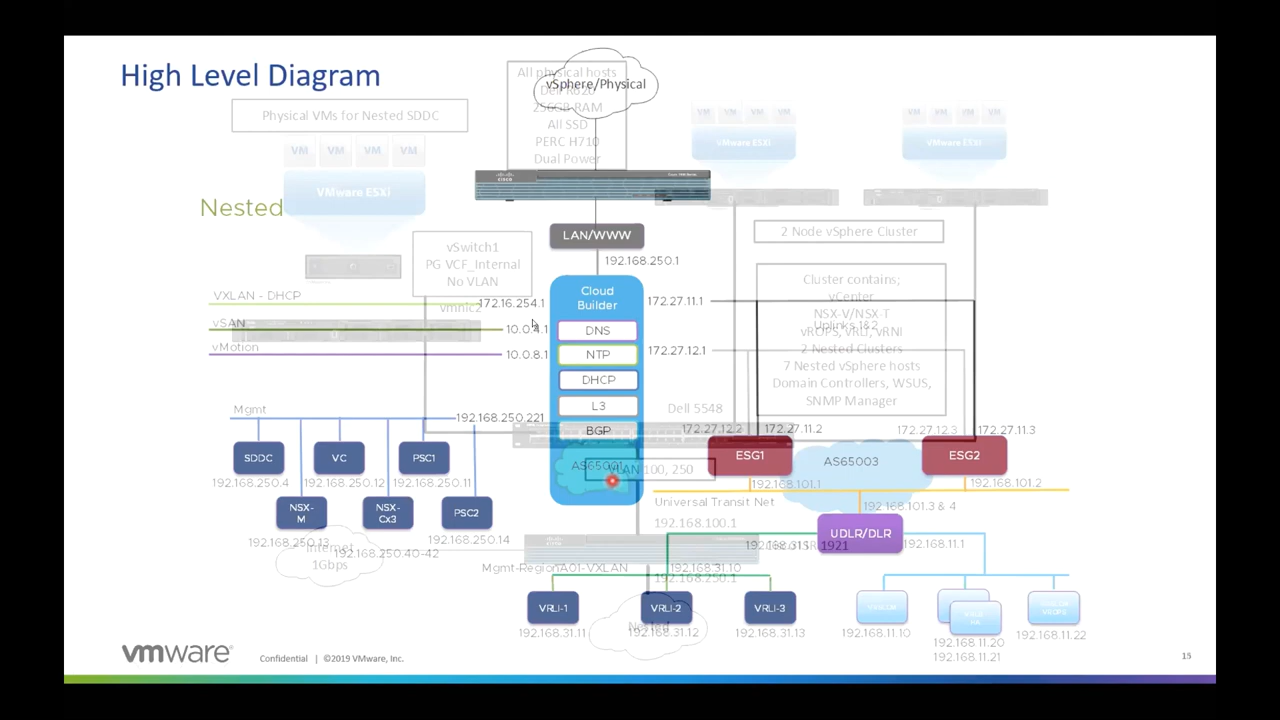 High Level Diagram
All physical hosts
vSphere/Physical
256GB RAM
All SSD
PERC H710
Dual Power
Physical VMs for Nested SDDC
VM VM VM VM
VMware ESXi
VM VM VM VM
VMware ESXi
VM VM VM VM
VMware ESXi
Nested
LAN/WWW
192.168.250.1
2 Node vSphere Cluster
vSwitch1
PG VCF_Internal
No VLAN
vmnic2
VXLAN - DHCP
172.16.254.1
vSAN
10.0.4.1
vMotion
10.0.8.1
Cloud
Builder
DNS
NTP
DHCP
L3
BGP
AS65001
172.27.11.1
172.27.12.1
Cluster contains;
vCenter
NSX-V/NSX-T
Uplinks 1&2
vROPS, VRLI, vRNI
2 Nested Clusters
7 Nested vSphere hosts
Domain Controllers, WSUS,
SNMP Manager
Dell 5548
Mgmt
192.168.250.221
172.27.12.2
172.27.11.2
172.27.12.3
172.27.11.3
SDDC
VC
PSC1
192.168.250.4
192.168.250.12
192.168.250.11
VLAN 100, 250
ESG1
AS65003
ESG2
192.168.101.1
192.168.101.2
NSX-
M
NSX-
Cx3
PSC2
192.168.250.13
192.168.250.40-42
192.168.250.14
Universal Transit Net
192.168.101.3 & 4
192.168.100.1
UDLR/DLR
192.168.31.1
1921
192.168.11.1
Internet
1Gbps
Mgmt-RegionA01-VXLAN
192.168.31.10
192.168.250.1
VRLI-1
VRLI-2
VRLI-3
Nested
192.168.31.11
192.168.31.12
192.168.31.13
192.168.11.10
192.168.11.20
192.168.11.21
192.168.11.22
vmware
Confidential | ©2019 VMware, Inc.
15